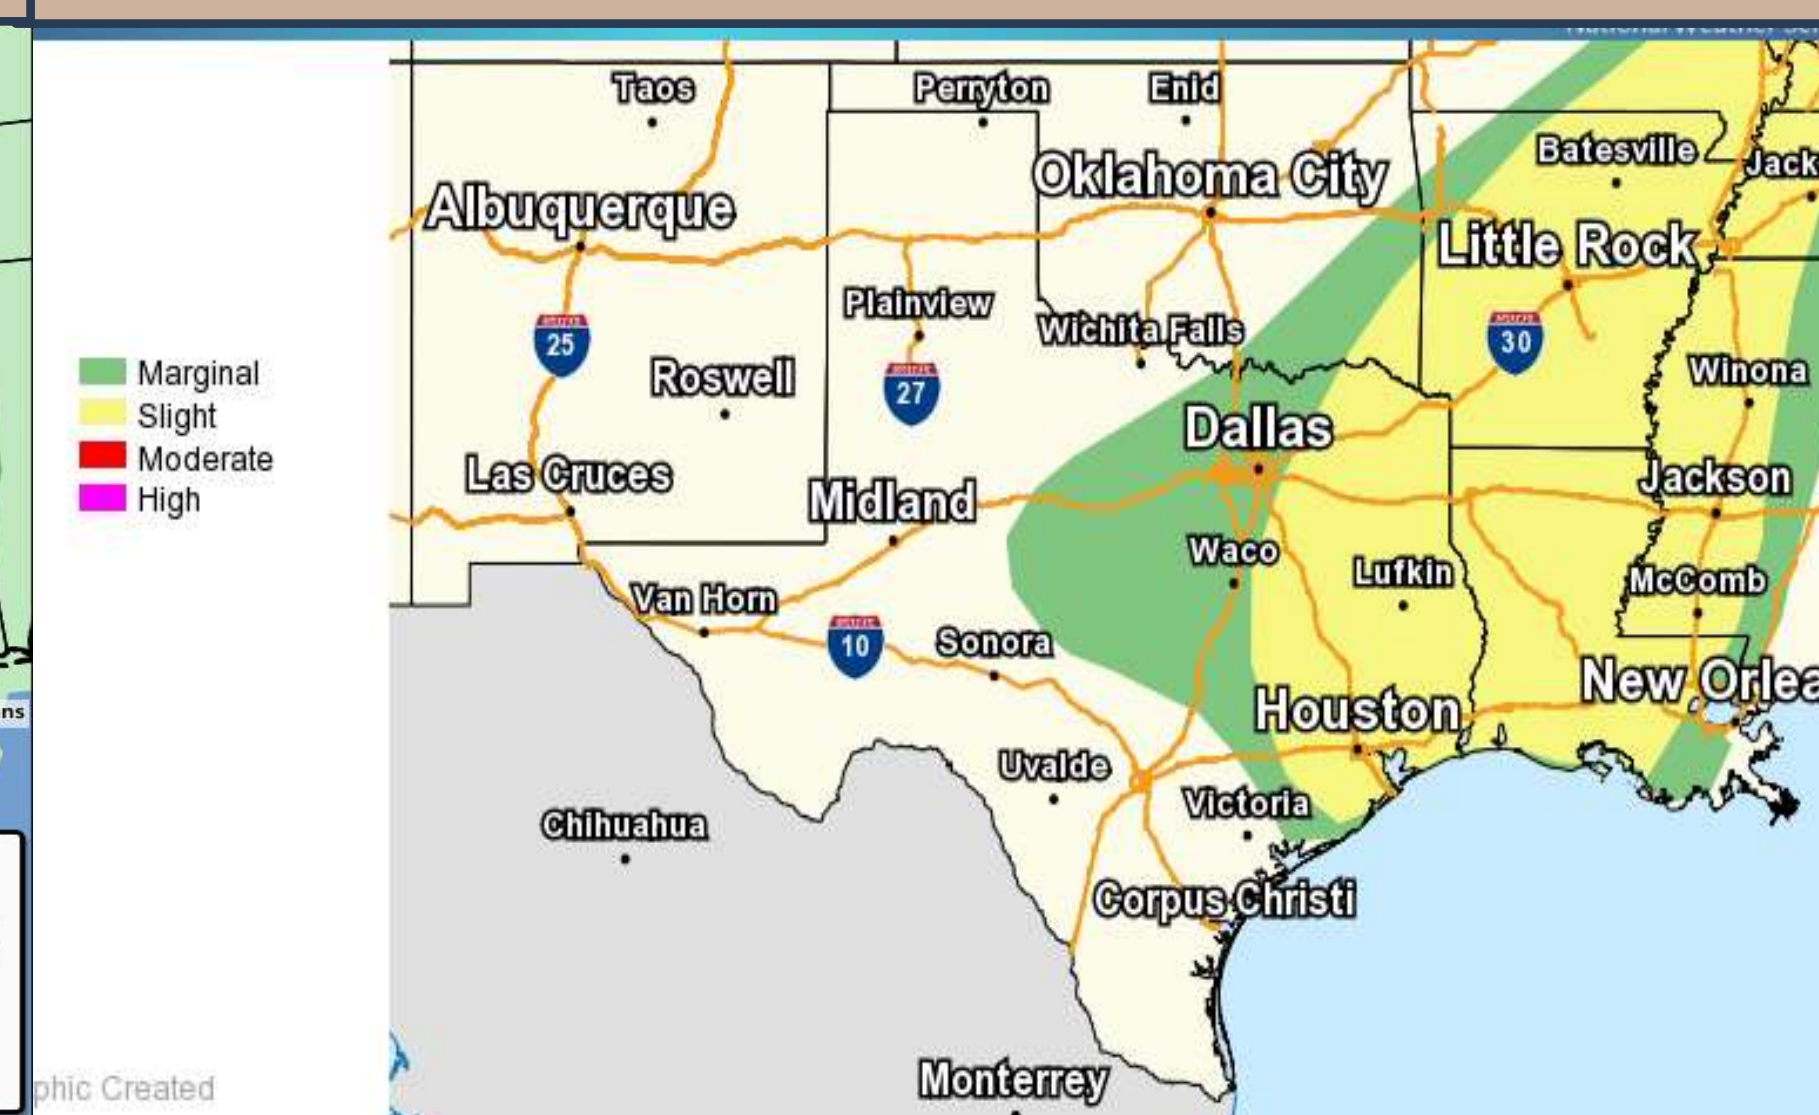 Taos
Perryton
Enid
Batesville
Jack
Oklahoma City
Albuquerque
Little Rock
Plainview
Wichita Falls
25
30
Roswell
27
Winona
Marginal
Slight
Moderate
High
Dallas
Las Cruces
Midland
Jackson
Waco
Lufkin
McComb
Van Horn
10
Sonora
New Orlea
ns
Houston
Uvalde
Victoria
Chihuahua
Corpus Christi
Monterrey
phic Created